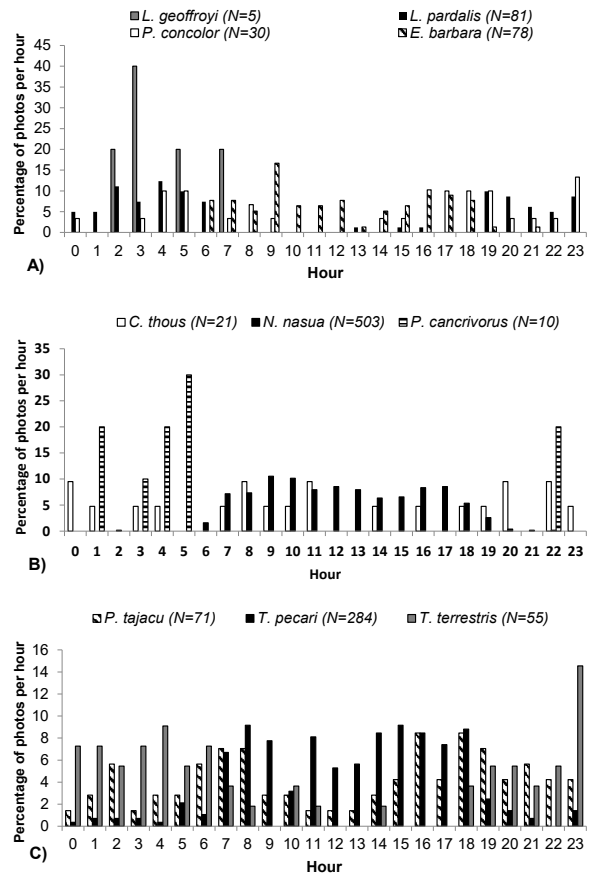 L. geoffroyi (N=5) L. pardalis (N=81)
P. concolor (N=30) E. barbara (N=78)
Percentage of photos per hour
45
40
35
30
25
20
15
10
5
0
0 1 2 3 4 5 6 7 8 9 10 11 12 13 14 15 16 17 18 19 20 21 22 23
A) Hour
C. thous (N=21) N. nasua (N=503) P. cancrivorus (N=10)
Percentage of photos per hour
35
30
25
20
15
10
5
0
0 1 2 3 4 5 6 7 8 9 10 11 12 13 14 15 16 17 18 19 20 21 22 23
B) Hour
P. tajacu (N=71) T. pecari (N=284) T. terrestris (N=55)
Percentage of photos per hour
16
14
12
10
8
6
4
2
0
0 1 2 3 4 5 6 7 8 9 10 11 12 13 14 15 16 17 18 19 20 21 22 23
C) Hour